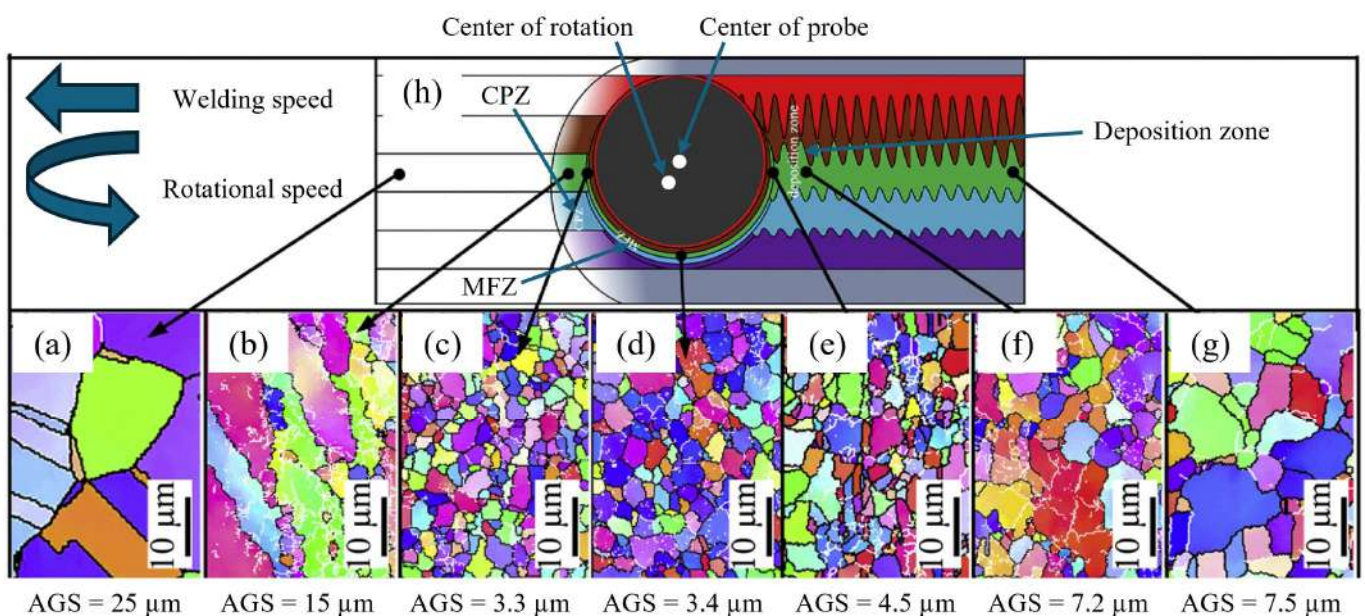 Center of rotation
Center of probe
Welding speed
(h)
CPZ
deposition zone
Deposition zone
Rotational speed
CPZ
MFZ
MFZ
(a)
(b)
(c)
(d)
(e)
(f)
(g)
10 µm
10 µm
10 µm
10 µm
10 µm
10 µm
10 µm
AGS = 25 µm
AGS = 15 µm
AGS = 3.3 µm
AGS = 3.4 µm
AGS = 4.5 µm
AGS = 7.2 µm
AGS = 7.5 µm